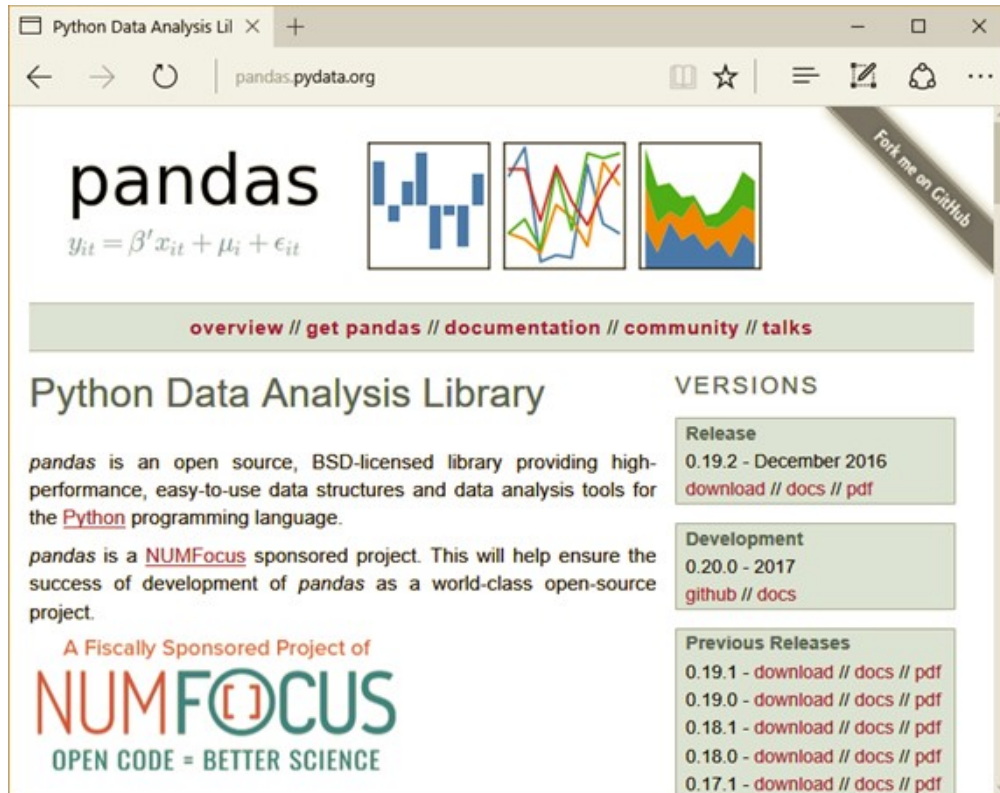 Python Data Analysis Lil
pandas.pydata.org
Fork me on GitHub
pandas
y_{it} = β′x_{it} + μ_i + ϵ_{it}
overview // get pandas // documentation // community // talks
Python Data Analysis Library
pandas is an open source, BSD-licensed library providing high-
performance, easy-to-use data structures and data analysis tools for
the Python programming language.
pandas is a NUMFocus sponsored project. This will help ensure the
success of development of pandas as a world-class open-source
project.
A Fiscally Sponsored Project of
NUMFOCUS
OPEN CODE = BETTER SCIENCE
VERSIONS
Release
0.19.2 - December 2016
download // docs // pdf
Development
0.20.0 - 2017
github // docs
Previous Releases
0.19.1 - download // docs // pdf
0.19.0 - download // docs // pdf
0.18.1 - download // docs // pdf
0.18.0 - download // docs // pdf
0.17.1 - download // docs // pdf